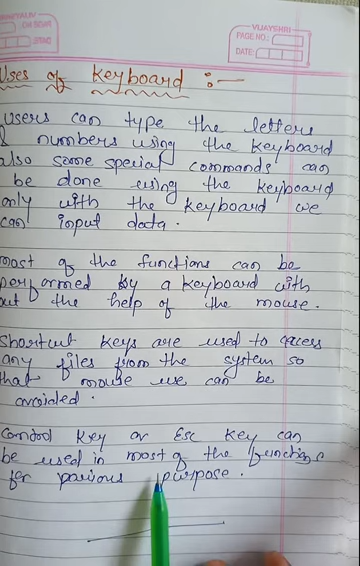 VIJAYSHRI
PAGE NO.:
DATE:
Uses of Keyboard :-
users can type the letters
& numbers using the Keyboard
also some special commands can
be done using the Keyboard
only with the Keyboard we
can input data.
most of the functions can be
performed by a keyboard with
out the help of the mouse.
Shortcut Keys are used to access
any files from the system so
that mouse use can be
avoided.
Control Key or Esc Key can
be used in most of the functions
for various purpose.